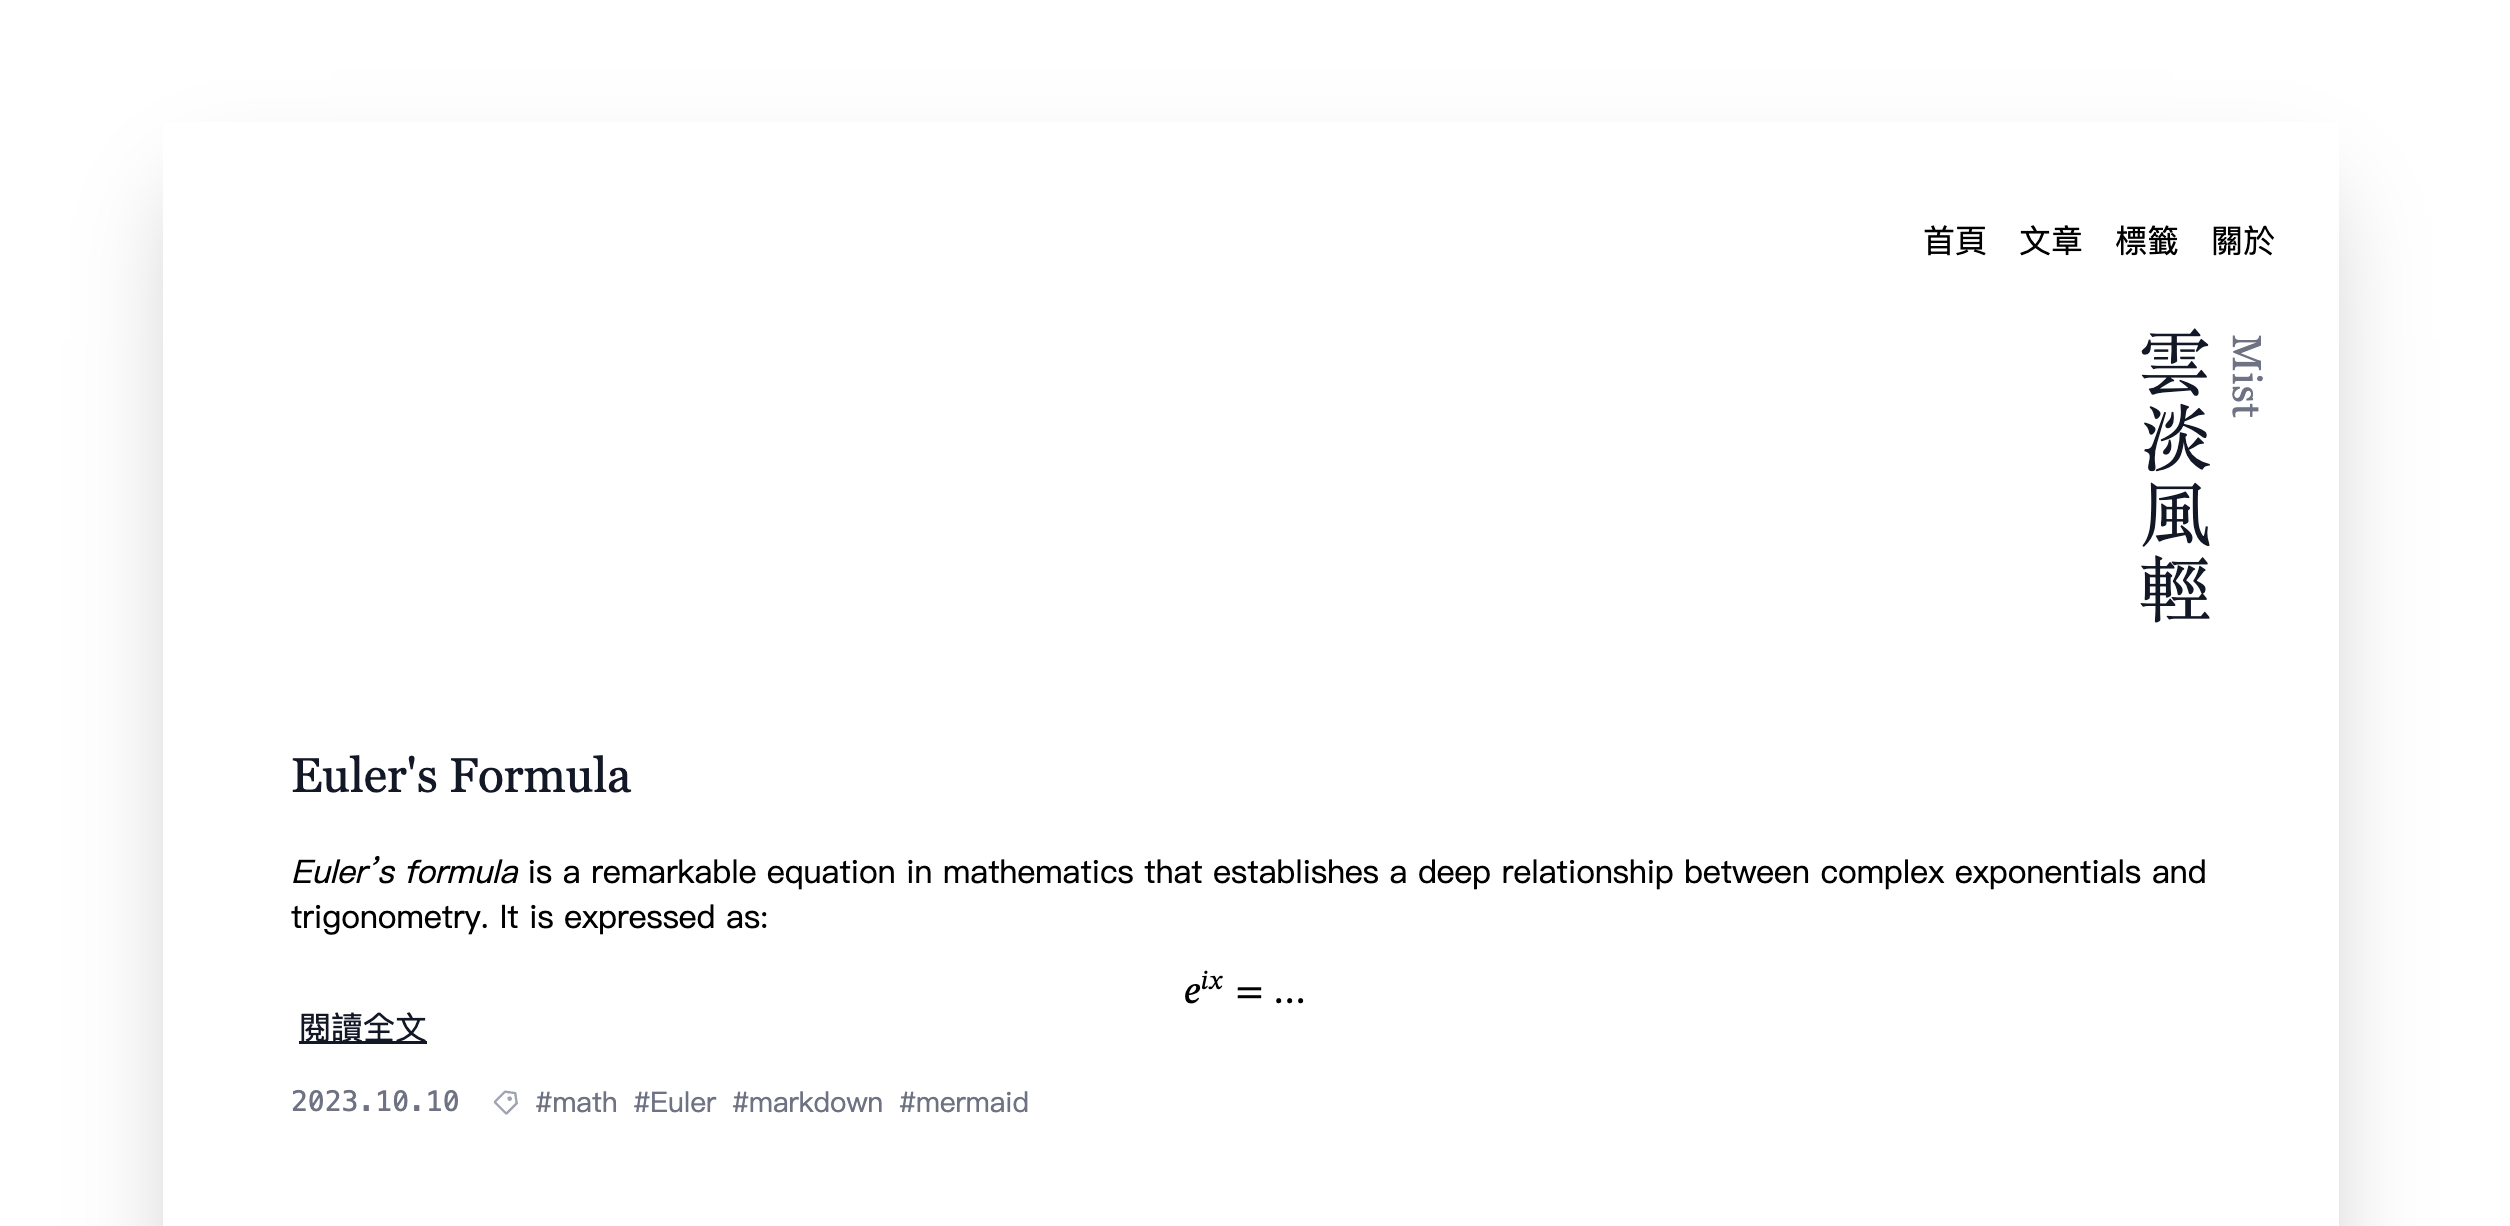 首頁 文章 標籤 關於
Mist
雲淡風輕
Euler's Formula
Euler’s formula is a remarkable equation in mathematics that establishes a deep relationship between complex exponentials and
trigonometry. It is expressed as:
e^{ix} = ...
閱讀全文
2023.10.10 #math #Euler #markdown #mermaid